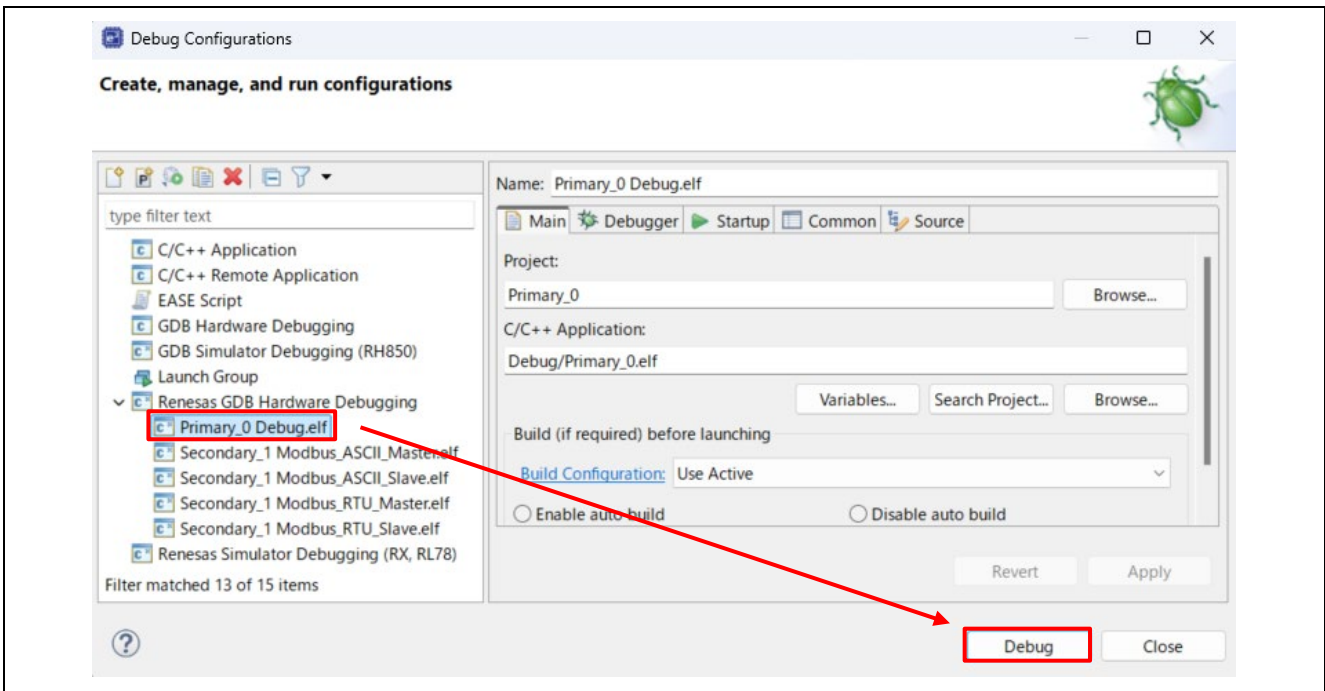 Debug Configurations
Create, manage, and run configurations
type filter text
C/C++ Application
C/C++ Remote Application
EASE Script
GDB Hardware Debugging
GDB Simulator Debugging (RH850)
Launch Group
Renesas GDB Hardware Debugging
Primary_0 Debug.elf
Secondary_1 Modbus_ASCII_Master.elf
Secondary_1 Modbus_ASCII_Slave.elf
Secondary_1 Modbus_RTU_Master.elf
Secondary_1 Modbus_RTU_Slave.elf
Renesas Simulator Debugging (RX, RL78)
Filter matched 13 of 15 items
Name: Primary_0 Debug.elf
Main Debugger Startup Common Source
Project:
Primary_0 Browse...
C/C++ Application:
Debug/Primary_0.elf
Variables... Search Project... Browse...
Build (if required) before launching
Build Configuration: Use Active
Enable auto build Disable auto build
Revert Apply
Debug Close